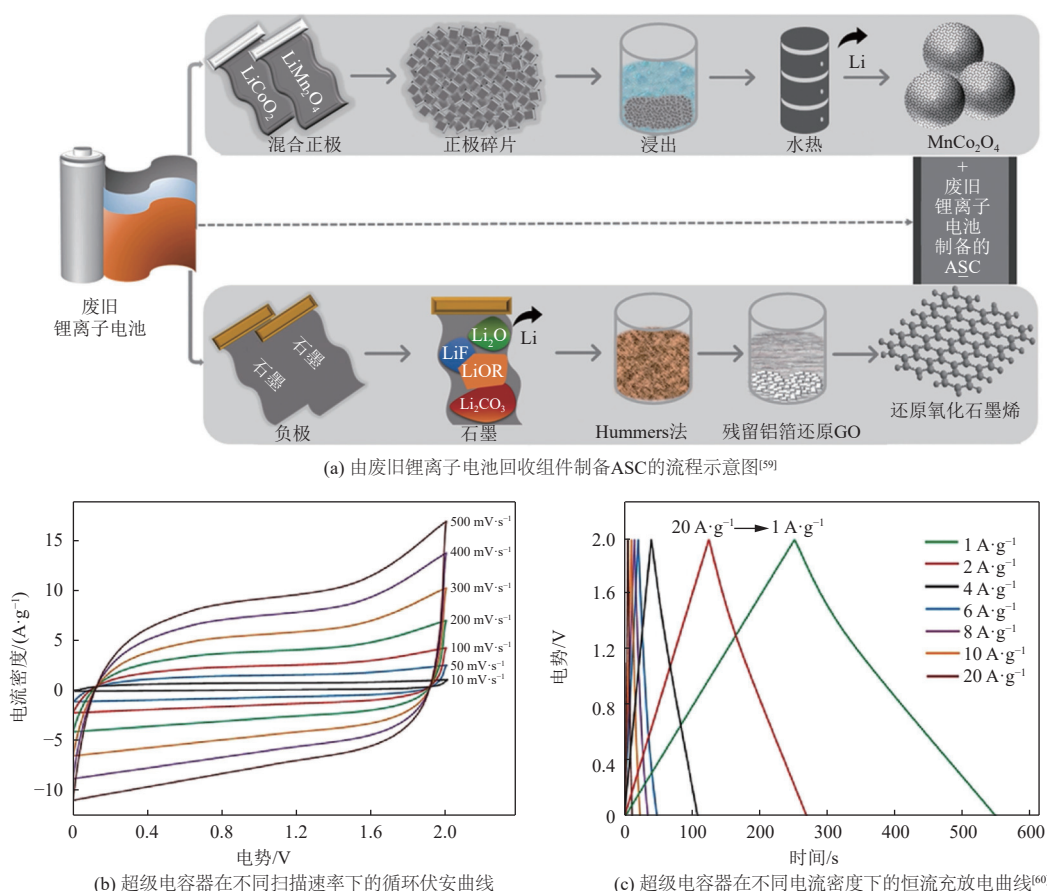 LiCoO₂
LiMn₂O₄
混合正极
正极碎片
浸出
水热
Li
MnCo₂O₄
废旧
锂离子电池
+
废旧
锂离子
电池
制备的
ASC
−
石墨
石墨
负极
Li₂O
LiF
LiOR
Li₂CO₃
Li
石墨
Hummers法
残留铝箔还原GO
还原氧化石墨烯
(a) 由废旧锂离子电池回收组件制备ASC的流程示意图[59]
电流密度/(A·g⁻¹)
15
10
5
0
−5
−10
500 mV·s⁻¹
400 mV·s⁻¹
300 mV·s⁻¹
200 mV·s⁻¹
100 mV·s⁻¹
50 mV·s⁻¹
10 mV·s⁻¹
0 0.4 0.8 1.2 1.6 2.0
电势/V
(b) 超级电容器在不同扫描速率下的循环伏安曲线
电势/V
2.0
1.6
1.2
0.8
0.4
0
20 A·g⁻¹ 1 A·g⁻¹
1 A·g⁻¹
2 A·g⁻¹
4 A·g⁻¹
6 A·g⁻¹
8 A·g⁻¹
10 A·g⁻¹
20 A·g⁻¹
0 100 200 300 400 500 600
时间/s
(c) 超级电容器在不同电流密度下的恒流充放电曲线[60